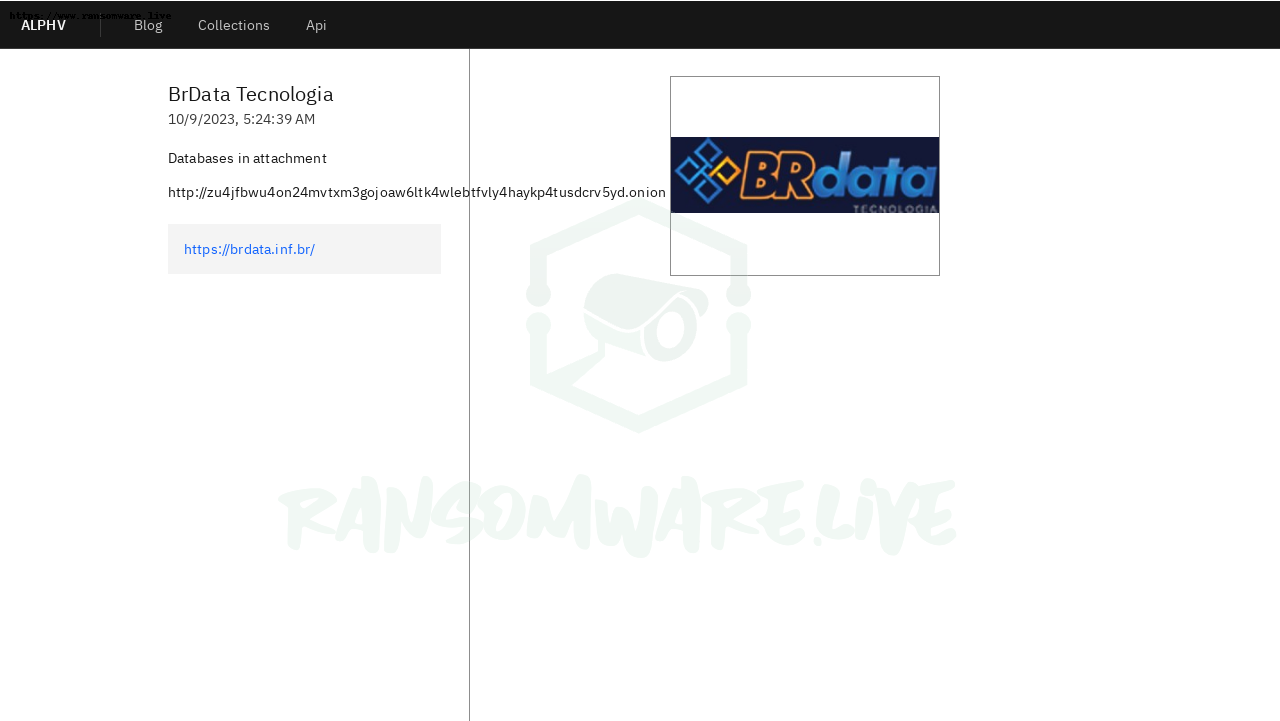 https://www.ransomware.live
ALPHV
Blog
Collections
Api
BrData Tecnologia
10/9/2023, 5:24:39 AM
Databases in attachment
http://zu4jfbwu4on24mvtxm3gojoaw6ltk4wlebtfvly4haykp4tusdcrv5yd.onion
https://brdata.inf.br/
BRdata
TECNOLOGIA
RANSOMWARE.LIVE